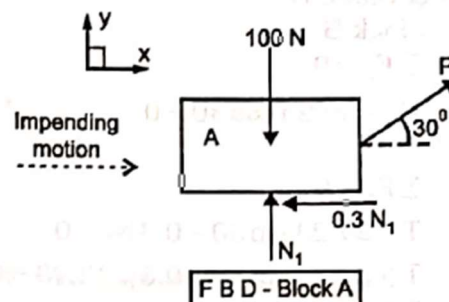 y
x
100 N
P
30°
A
Impending
motion
0.3 N₁
N₁
F B D - Block A